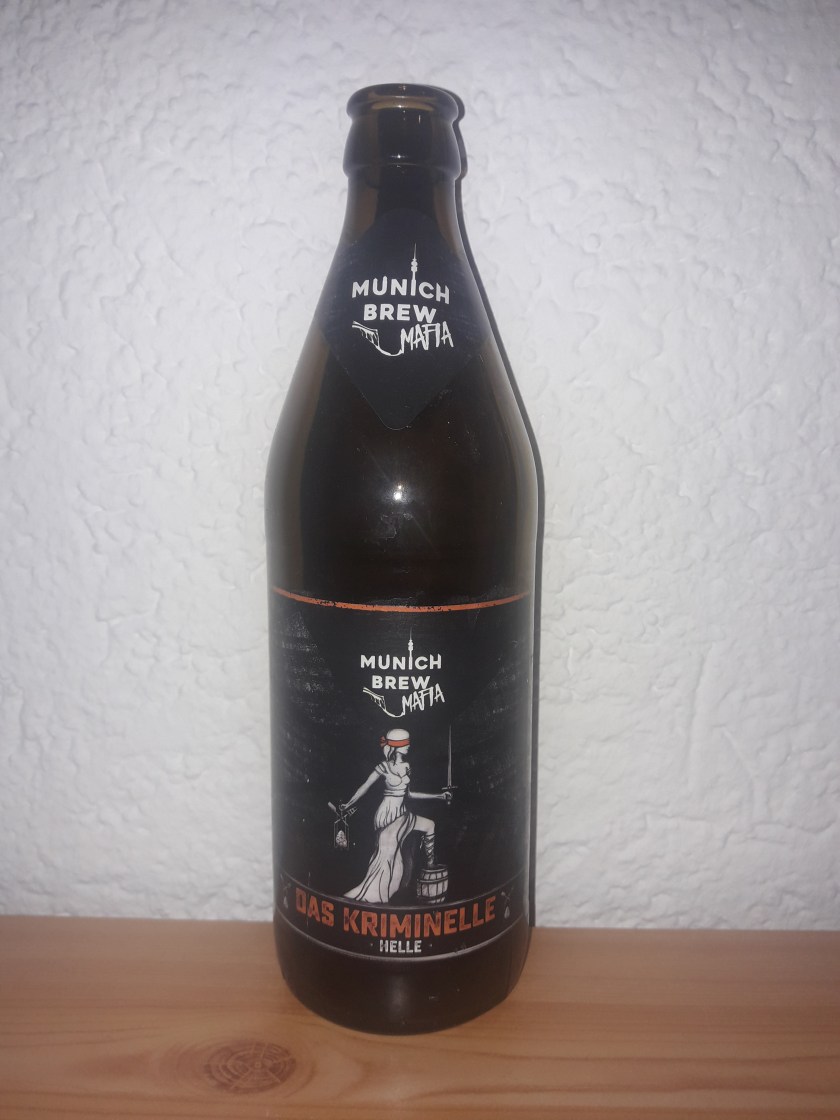 MUNICH
BREW
MAFIA
MUNICH
BREW
MAFIA
DAS KRIMINELLE
HELLE